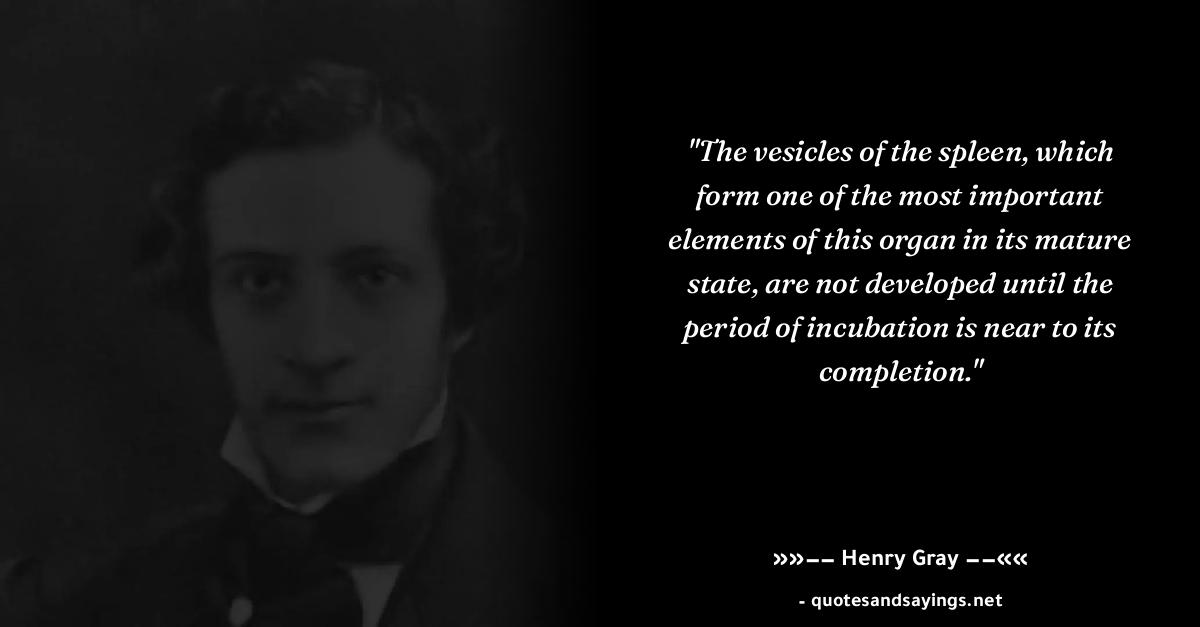 "The vesicles of the spleen, which
form one of the most important
elements of this organ in its mature
state, are not developed until the
period of incubation is near to its
completion."
»»−− Henry Gray −−««
- quotesandsayings.net